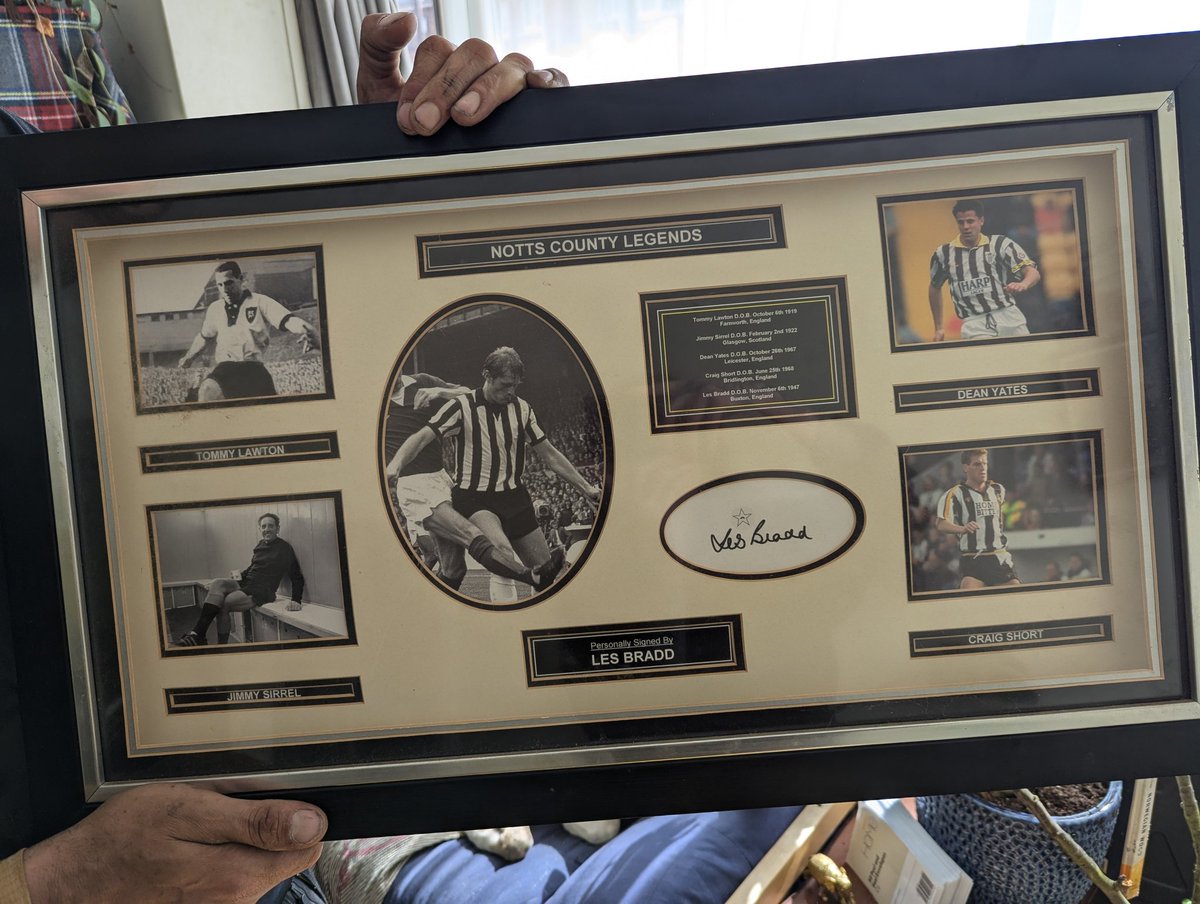 NOTTS COUNTY LEGENDS
TOMMY LAWTON
JIMMY SIRREL
Tommy Lawton D.O.B. October 6th 1919
Farnworth, England
Jimmy Sirrel D.O.B. February 2nd 1922
Glasgow, Scotland
Dean Yates D.O.B. October 26th 1967
Leicester, England
Craig Short D.O.B. June 25th 1968
Bridlington, England
Les Bradd D.O.B. November 6th 1947
Buxton, England
Les Bradd
Personally Signed By
LES BRADD
HARP
DEAN YATES
HOME
CRAIG SHORT